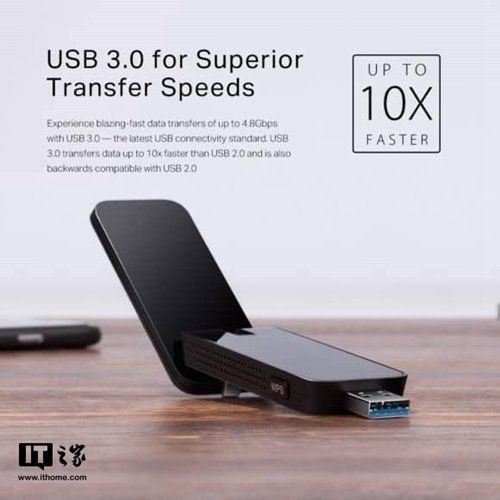 USB 3.0 for Superior
Transfer Speeds
UP TO
10X
FASTER
Experience blazing-fast data transfers of up to 4.8Gbps
with USB 3.0 — the latest USB connectivity standard. USB
3.0 transfers data up to 10x faster than USB 2.0 and is also
backwards compatible with USB 2.0
WPS
IT之家
www.ithome.com